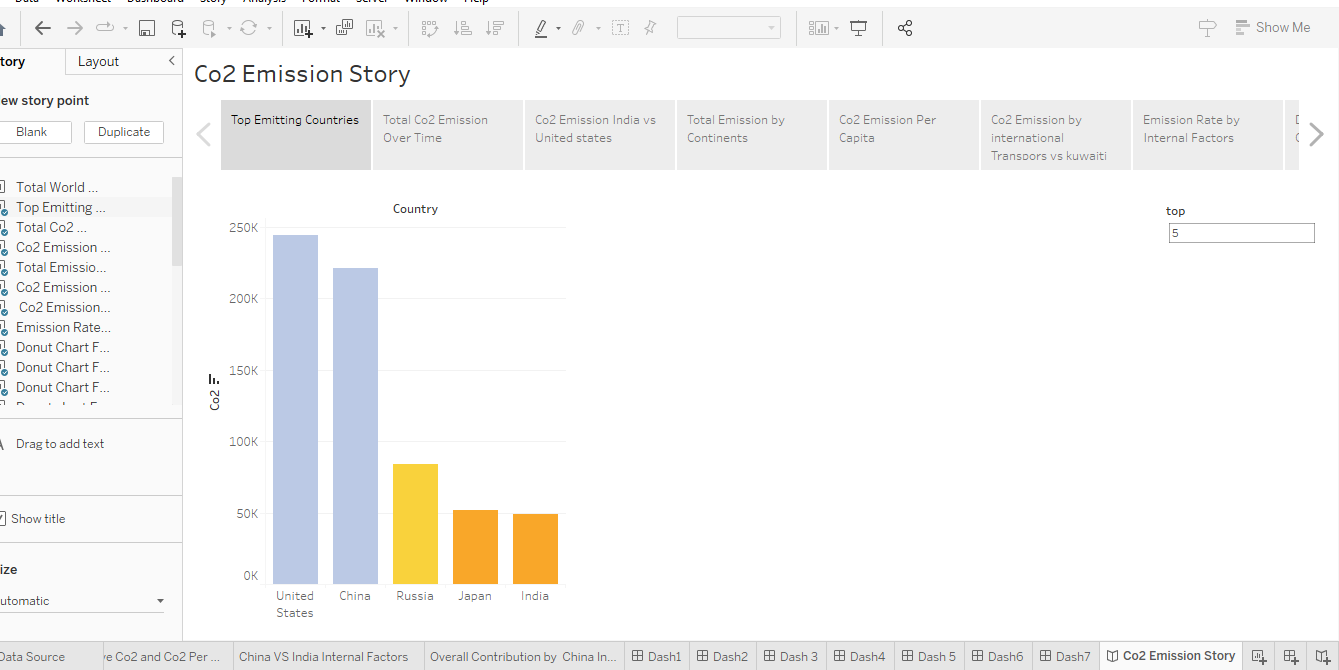 Show Me
tory
Layout
Co2 Emission Story
ew story point
Blank
Duplicate
Top Emitting Countries
Total Co2 Emission
Over Time
Co2 Emission India vs
United states
Total Emission by
Continents
Co2 Emission Per
Capita
Co2 Emission by
international
Transpors vs kuwaiti
Emission Rate by
Internal Factors
Total World ...
Top Emitting ...
Total Co2 ...
Co2 Emission ...
Total Emissio...
Co2 Emission ...
Co2 Emission...
Emission Rate...
Donut Chart F...
Donut Chart F...
Donut Chart F...
Drag to add text
Show title
ize
utomatic
Country
250K
200K
150K
100K
50K
0K
Co2
United
States
China
Russia
Japan
India
top
5
Data Source
e Co2 and Co2 Per ...
China VS India Internal Factors
Overall Contribution by China In...
Dash1
Dash2
Dash 3
Dash4
Dash 5
Dash6
Dash7
Co2 Emission Story